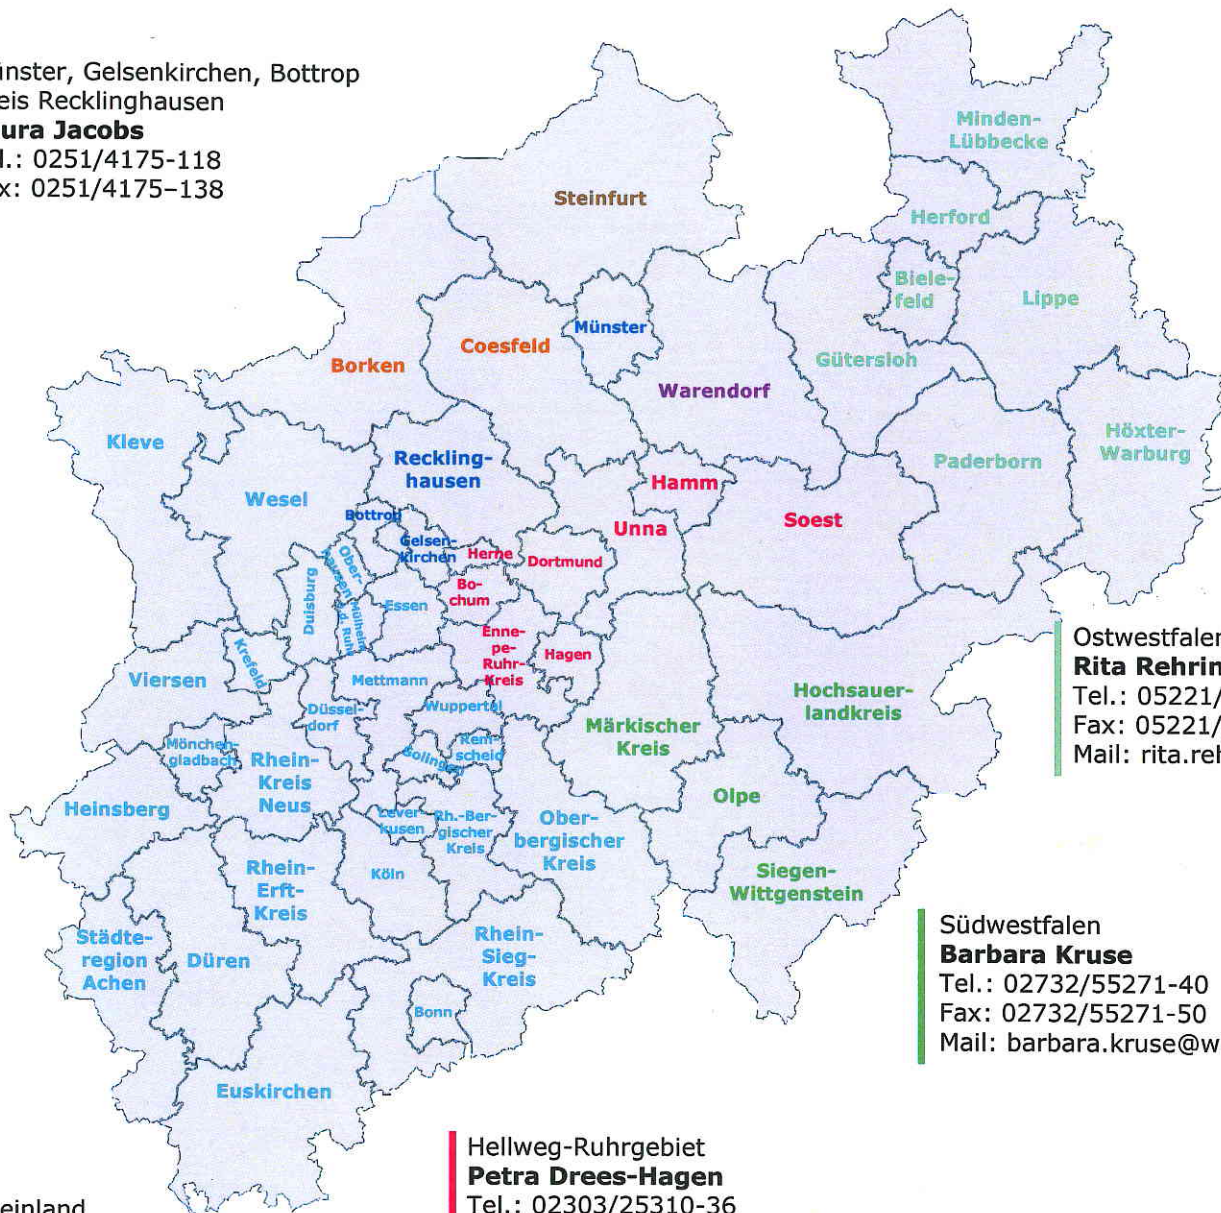 ünster, Gelsenkirchen, Bottrop
eis Recklinghausen
ura Jacobs
l.: 0251/4175-118
x: 0251/4175–138
Minden-
Lübbecke
Steinfurt
Herford
Biele-
feld
Lippe
Münster
Coesfeld
Borken
Gütersloh
Warendorf
Kleve
Höxter-
Warburg
Reckling-
hausen
Paderborn
Wesel
Hamm
Bottrop
Soest
Unna
Gelsen-
kirchen
Herne
Dortmund
Ober-
hausen
Duisburg
Mülheim
a.d. Ruhr
Essen
Bo-
chum
Enne-
pe-
Ruhr-
Kreis
Hagen
Krefeld
Viersen
Mettmann
Ostwestfalen
Rita Rehrin
Tel.: 05221/
Fax: 05221/
Mail: rita.reh
Hochsauer-
landkreis
Düssel-
dorf
Wuppertal
Märkischer
Kreis
Mönchen-
gladbach
Solingen
Rem-
scheid
Rhein-
Kreis
Neus
Heinsberg
Olpe
Lever-
kusen
Rh.-Ber-
gischer
Kreis
Ober-
bergischer
Kreis
Rhein-
Erft-
Kreis
Köln
Siegen-
Wittgenstein
Südwestfalen
Barbara Kruse
Tel.: 02732/55271-40
Fax: 02732/55271-50
Mail: barbara.kruse@w
Städte-
region
Achen
Düren
Rhein-
Sieg-
Kreis
Bonn
Euskirchen
Hellweg-Ruhrgebiet
Petra Drees-Hagen
Tel.: 02303/25310-36
einland